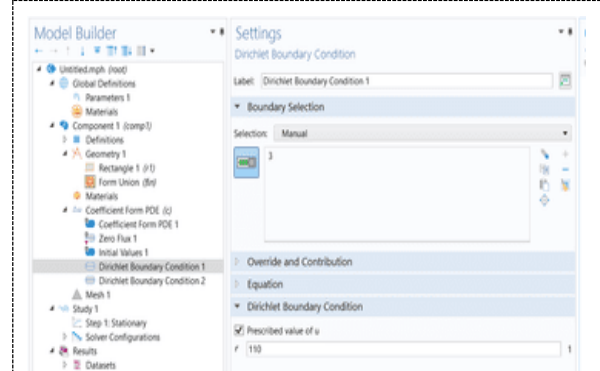 Model Builder
Untitled.mph (root)
Global Definitions
Parameters 1
Materials
Component 1 (comp1)
Definitions
Geometry 1
Rectangle 1 (r1)
Form Union (fin)
Materials
Coefficient Form PDE (c)
Coefficient Form PDE 1
Zero Flux 1
Initial Values 1
Dirichlet Boundary Condition 1
Dirichlet Boundary Condition 2
Mesh 1
Study 1
Step 1: Stationary
Solver Configurations
Results
Datasets
Settings
Dirichlet Boundary Condition
Label: Dirichlet Boundary Condition 1
Boundary Selection
Selection: Manual
3
Override and Contribution
Equation
Dirichlet Boundary Condition
Prescribed value of u
r 110 1